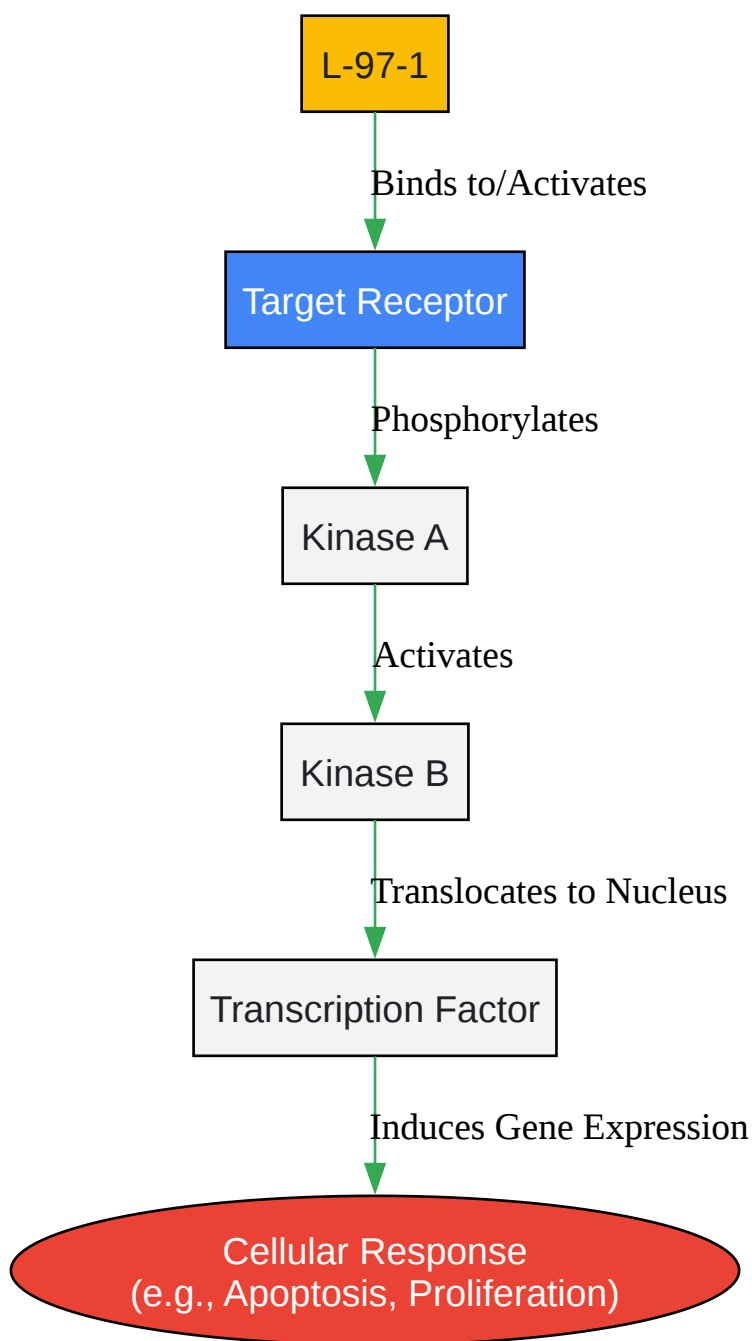 L-97-1
Binds to/Activates
Target Receptor
Phosphorylates
Kinase A
Activates
Kinase B
Translocates to Nucleus
Transcription Factor
Induces Gene Expression
Cellular Response
(e.g., Apoptosis, Proliferation)